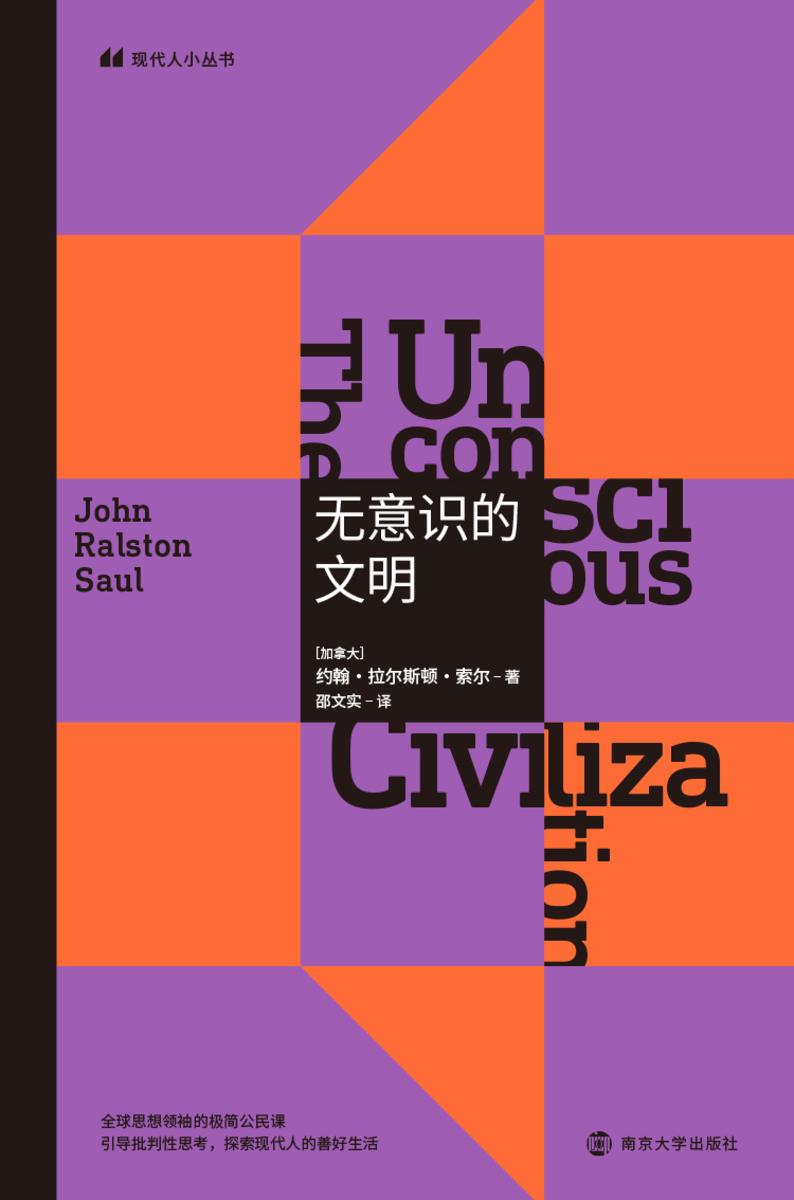 现代人小丛书
The
Un
con
sci
ous
John
Ralston
Saul
无意识的
文明
[加拿大]
约翰·拉尔斯顿·索尔–著
邵文实–译
Civiliza
tion
全球思想领袖的极简公民课
引导批判性思考，探索现代人的善好生活
南京大学出版社